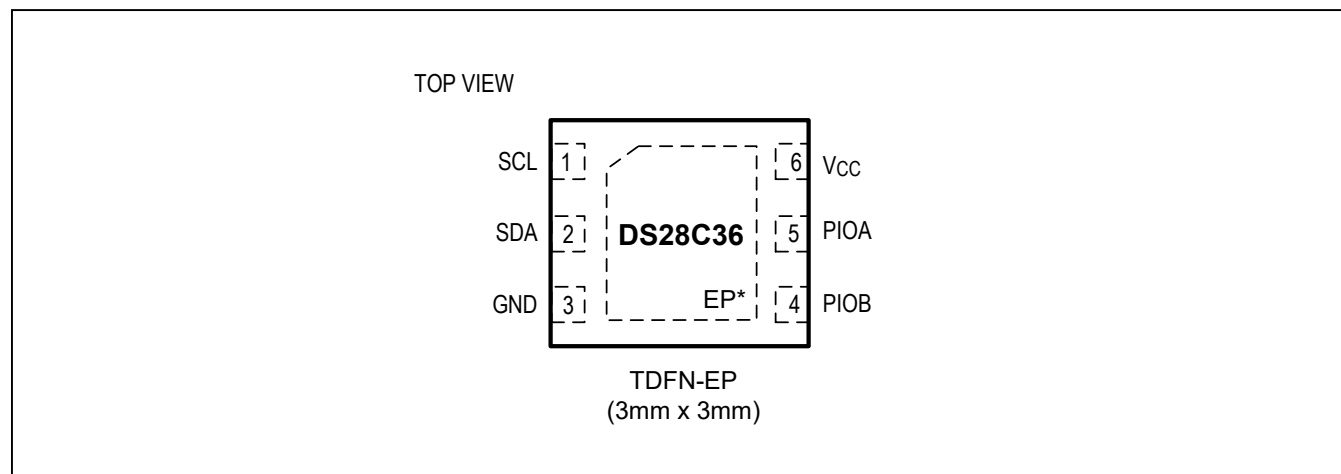 TOP VIEW
SCL 1 6 VCC
SDA 2 DS28C36 5 PIOA
GND 3 EP* 4 PIOB
TDFN-EP
(3mm x 3mm)